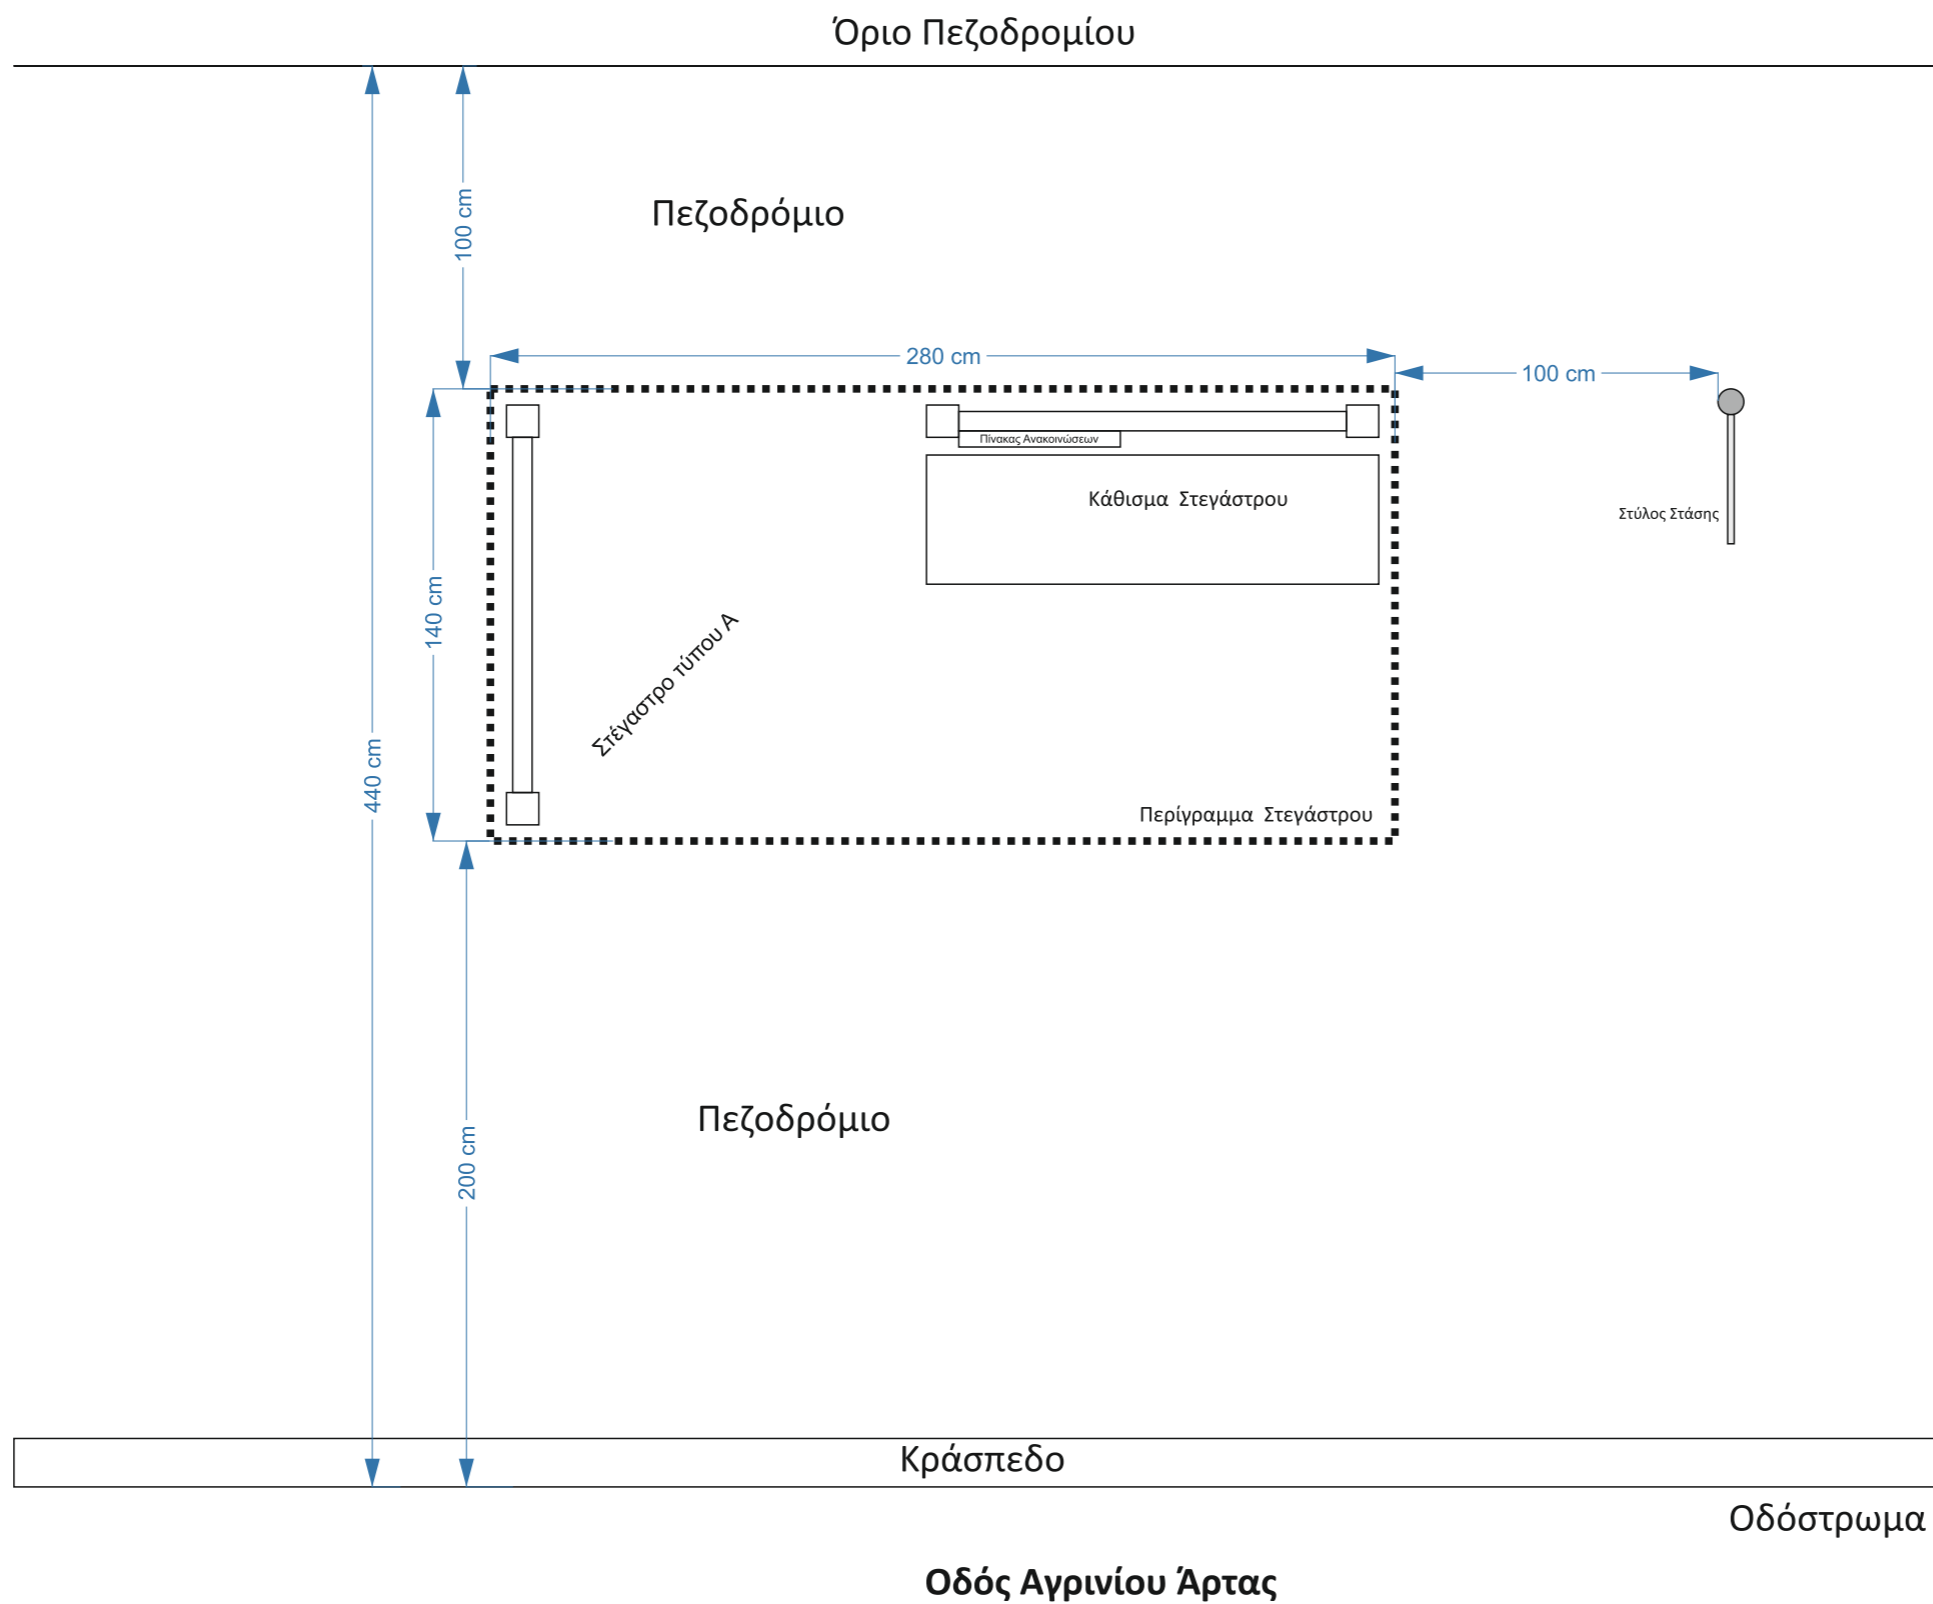 Όριο Πεζοδρομίου
100 cm
Πεζοδρόμιο
280 cm
100 cm
Πίνακας Ανακοινώσεων
Κάθισμα Στεγάστρου
Στύλος Στάσης
140 cm
Στέγαστρο τύπου Α
440 cm
Περίγραμμα Στεγάστρου
Πεζοδρόμιο
200 cm
Κράσπεδο
Οδόστρωμα
Οδός Αγρινίου Άρτας